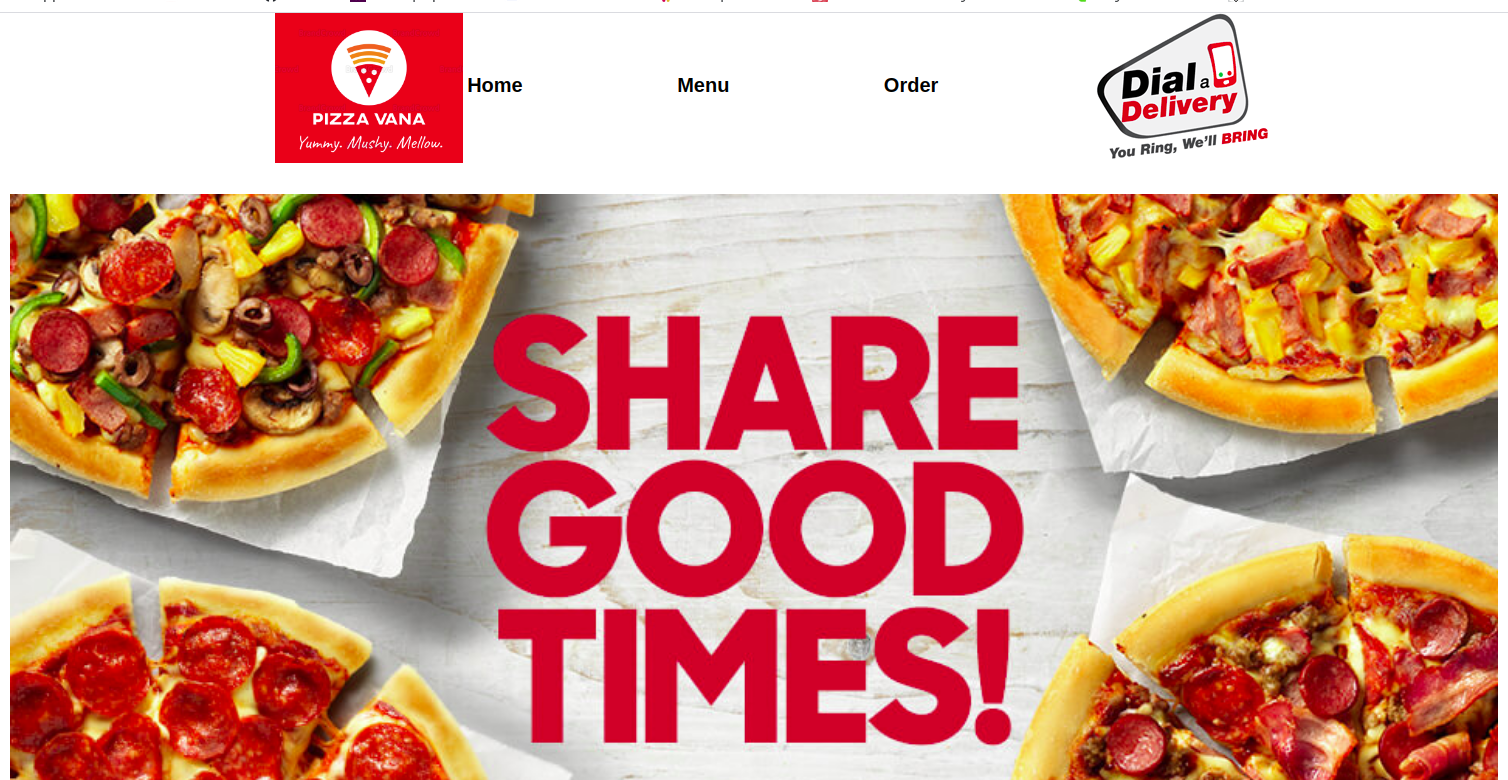 PIZZA VANA
Yummy. Mushy. Mellow.
Home
Menu
Order
Dial a
Delivery
You Ring, We'll BRING
SHARE
GOOD
TIMES!